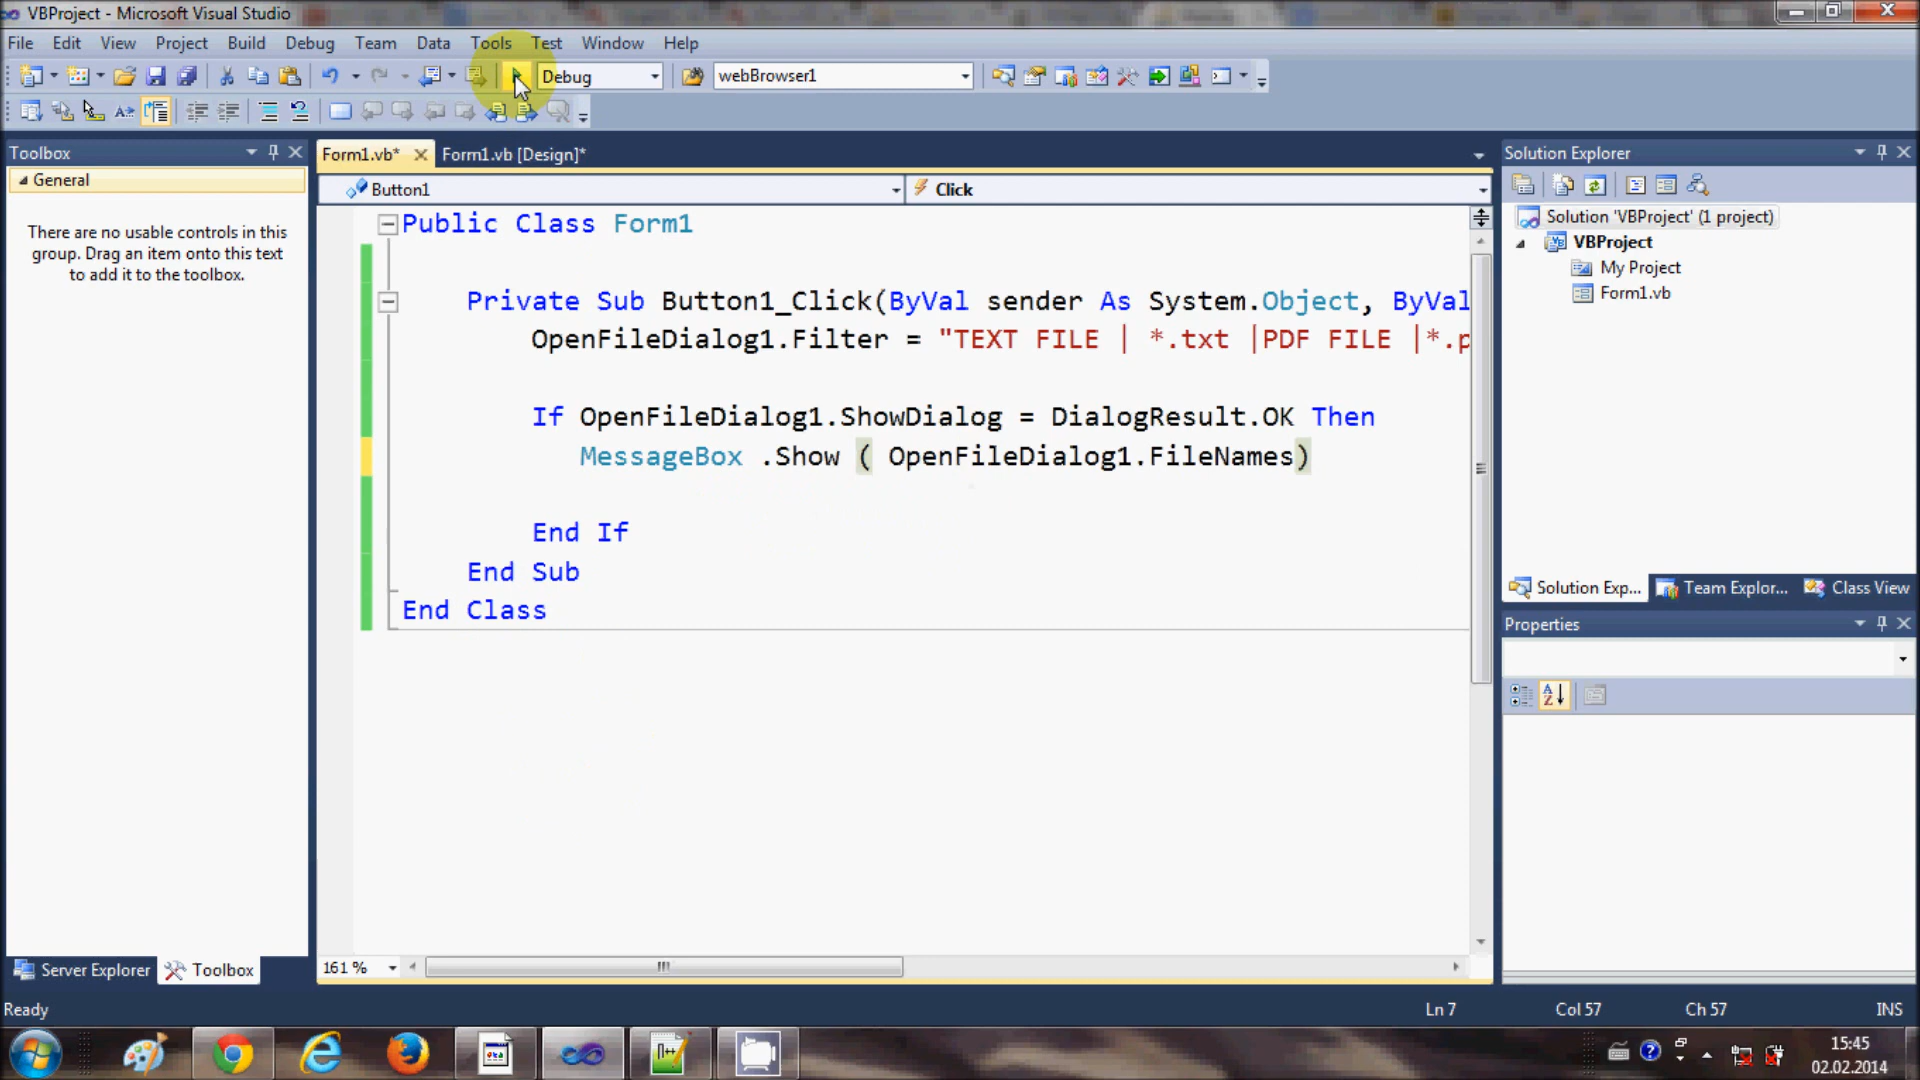 VBProject - Microsoft Visual Studio
File Edit View Project Build Debug Team Data Tools Test Window Help
Debug webBrowser1
Toolbox
General
There are no usable controls in this
group. Drag an item onto this text
to add it to the toolbox.
Form1.vb* Form1.vb [Design]*
Button1 Click
Public Class Form1
Private Sub Button1_Click(ByVal sender As System.Object, ByVal
OpenFileDialog1.Filter = "TEXT FILE | *.txt |PDF FILE |*.p
If OpenFileDialog1.ShowDialog = DialogResult.OK Then
MessageBox .Show ( OpenFileDialog1.FileNames)
End If
End Sub
End Class
161 %
Solution Explorer
Solution 'VBProject' (1 project)
VBProject
My Project
Form1.vb
Solution Exp... Team Explor... Class View
Properties
Server Explorer Toolbox
Ready Ln 7 Col 57 Ch 57 INS
15:45
02.02.2014